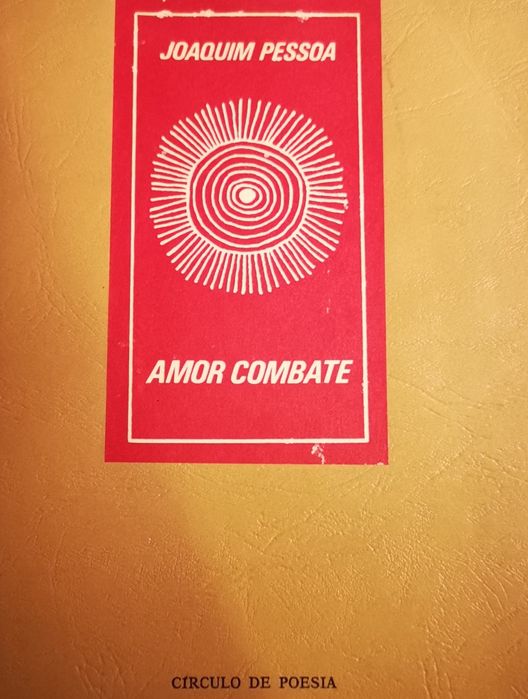 JOAQUIM PESSOA
AMOR COMBATE
CÍRCULO DE POESIA